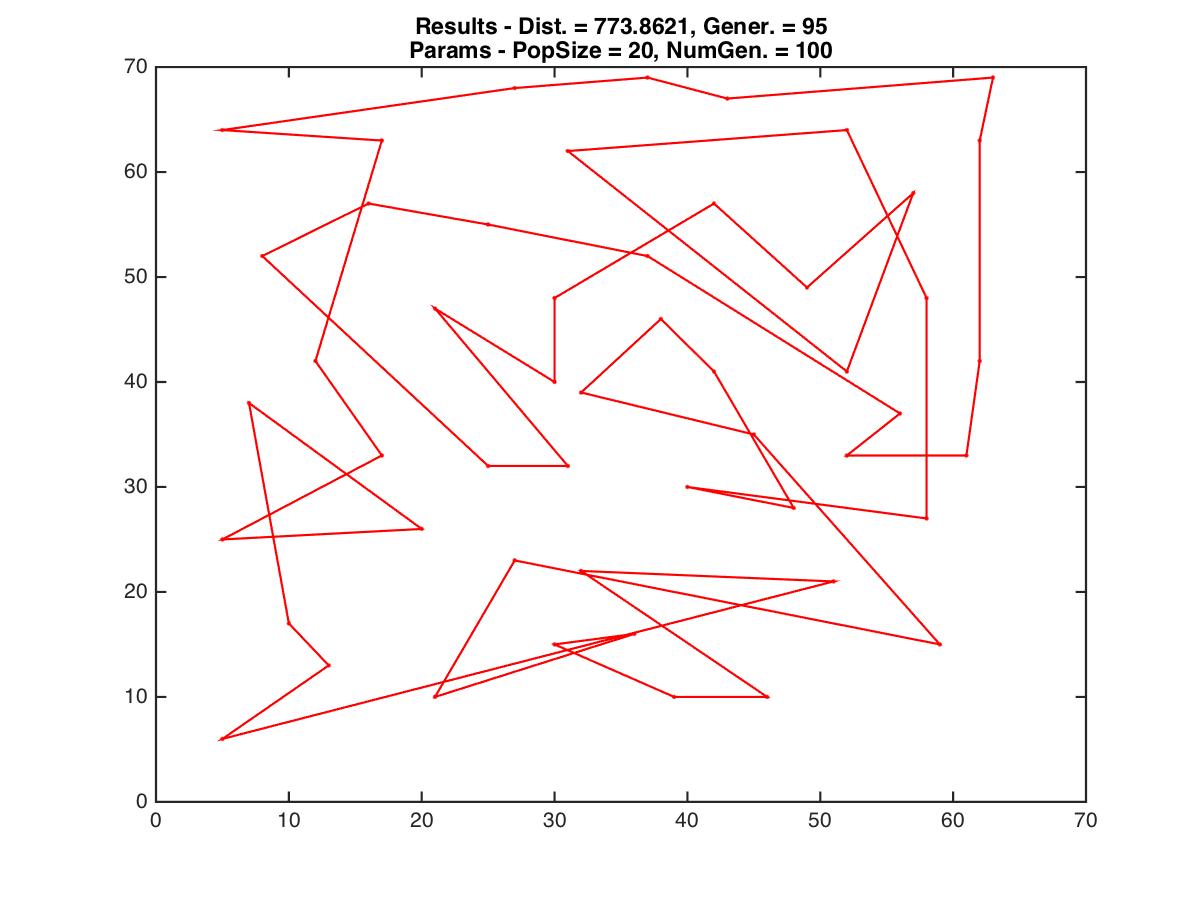 Results - Dist. = 773.8621, Gener. = 95
Params - PopSize = 20, NumGen. = 100
70
60
50
40
30
20
10
0
0 10 20 30 40 50 60 70